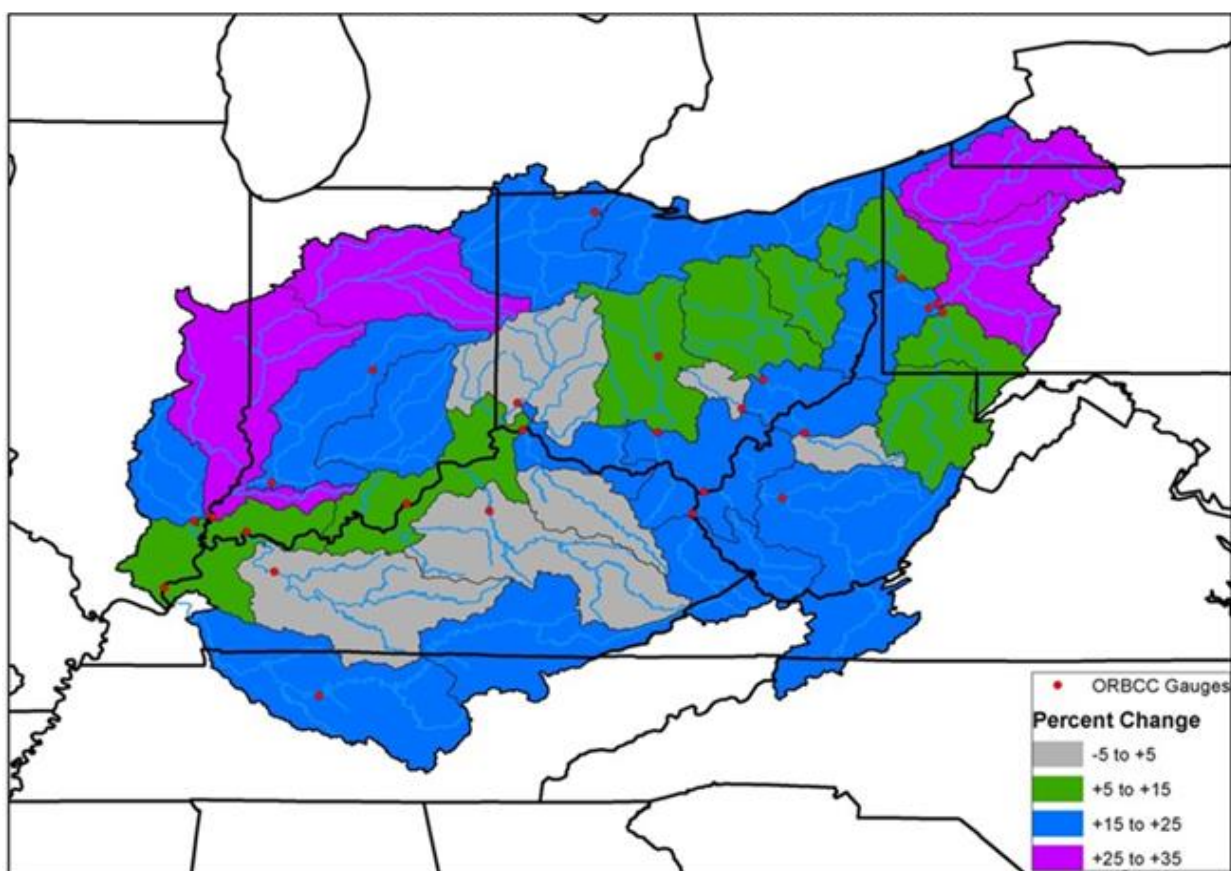 ORBCC Gauges
Percent Change
-5 to +5
+5 to +15
+15 to +25
+25 to +35